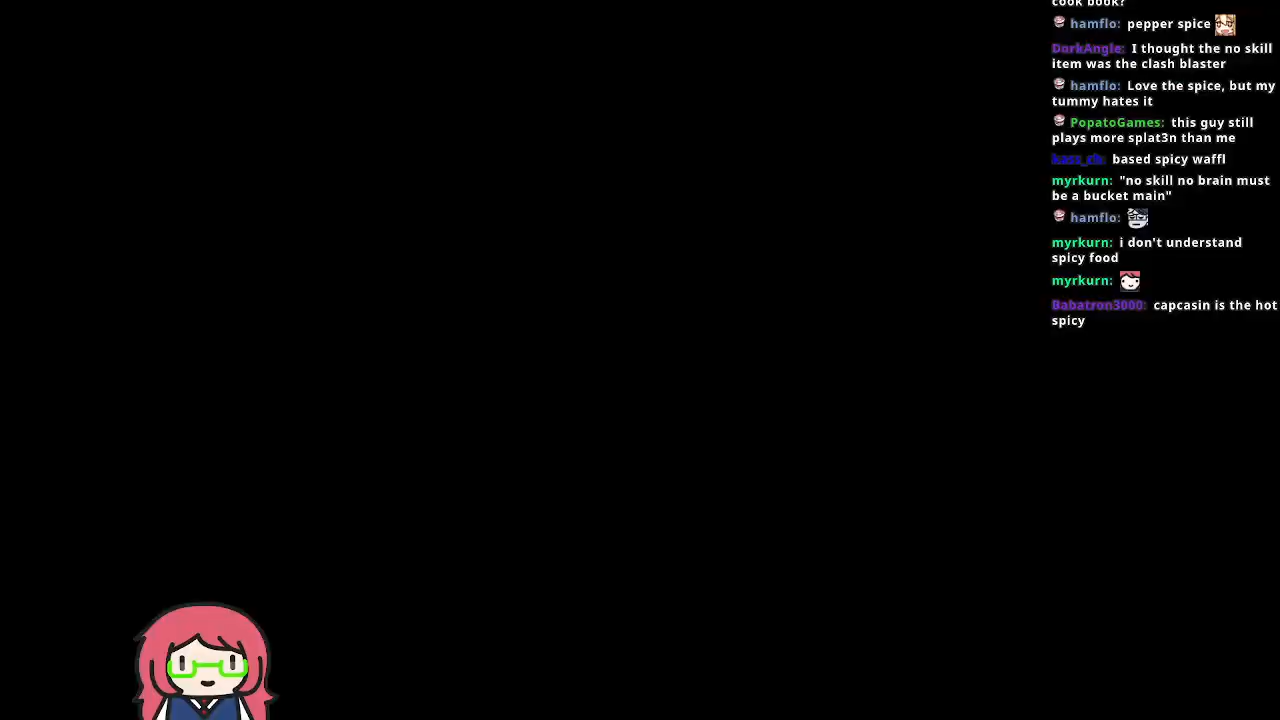 cook book?
hamflo: pepper spice
DorkAngle: I thought the no skill
item was the clash blaster
hamflo: Love the spice, but my
tummy hates it
PopatoGames: this guy still
plays more splat3n than me
based spicy waffl
myrkurn: "no skill no brain must
be a bucket main"
hamflo:
myrkurn: i don't understand
spicy food
myrkurn:
Babatron3000: capcasin is the hot
spicy